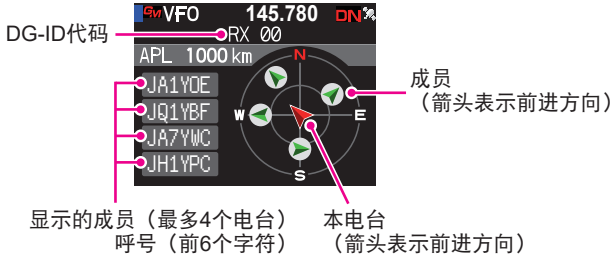 GM VFO 145.780 DN
DG-ID代码
RX 00
APL 1000 km
N
JA1YOE
成员
(箭头表示前进方向)
JQ1YBF
W
E
JA7YWC
JH1YPC
S
显示的成员(最多4个电台)
呼号(前6个字符)
本电台
(箭头表示前进方向)